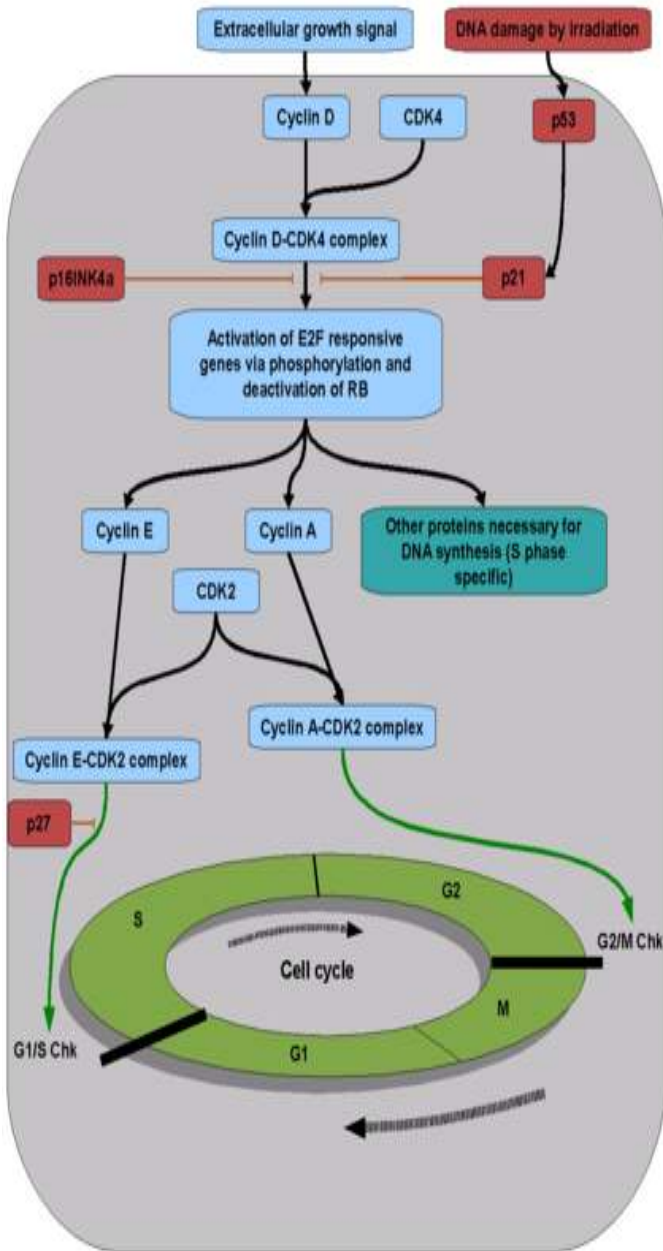 Extracellular growth signal
DNA damage by irradiation
Cyclin D
CDK4
p53
Cyclin D-CDK4 complex
p16INK4a
p21
Activation of E2F responsive
genes via phosphorylation and
deactivation of RB
Cyclin E
Cyclin A
Other proteins necessary for
DNA synthesis (S phase
specific)
CDK2
Cyclin A-CDK2 complex
Cyclin E-CDK2 complex
p27
S
G2
G2/M Chk
Cell cycle
M
G1/S Chk
G1